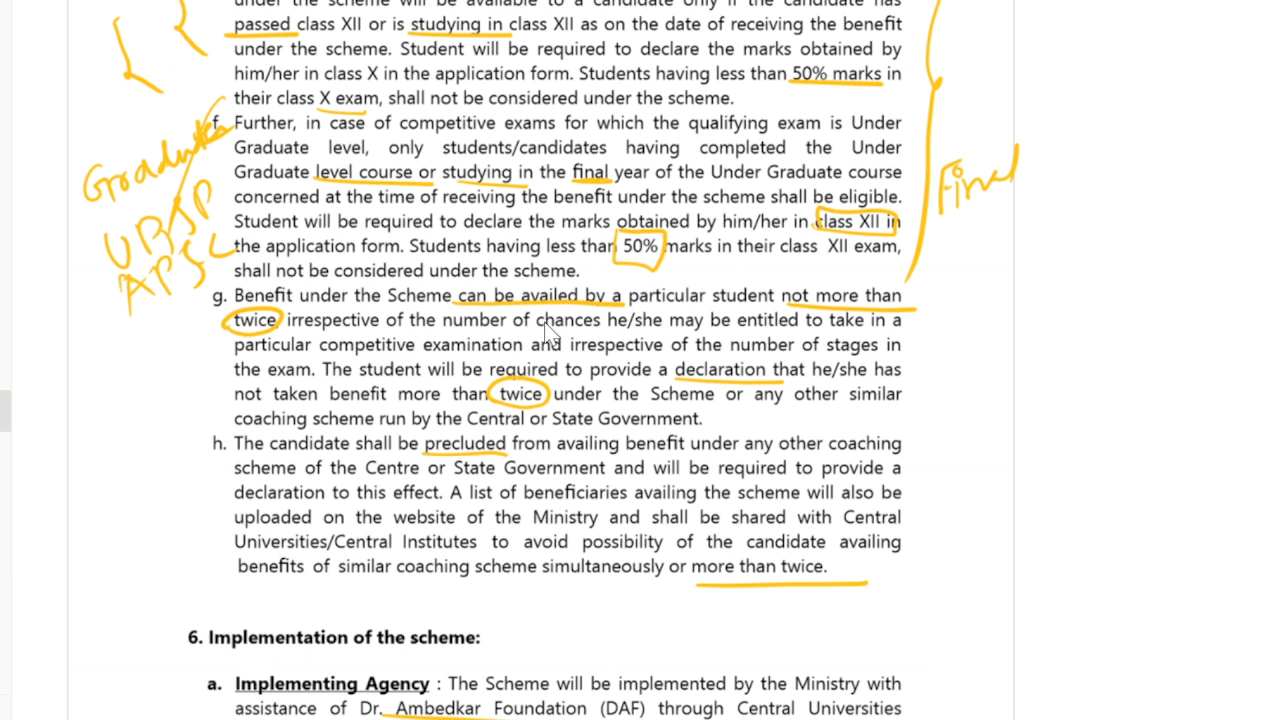 under the scheme will be available to a candidate only if the candidate has
passed class XII or is studying in class XII as on the date of receiving the benefit
under the scheme. Student will be required to declare the marks obtained by
him/her in class X in the application form. Students having less than 50% marks in
their class X exam, shall not be considered under the scheme.
f. Further, in case of competitive exams for which the qualifying exam is Under
Graduate level, only students/candidates having completed the Under
Graduate level course or studying in the final year of the Under Graduate course
concerned at the time of receiving the benefit under the scheme shall be eligible.
Student will be required to declare the marks obtained by him/her in class XII in
the application form. Students having less than 50% marks in their class XII exam,
shall not be considered under the scheme.
Graduate
APSC
Final
g. Benefit under the Scheme can be availed by a particular student not more than
twice irrespective of the number of chances he/she may be entitled to take in a
particular competitive examination and irrespective of the number of stages in
the exam. The student will be required to provide a declaration that he/she has
not taken benefit more than twice under the Scheme or any other similar
coaching scheme run by the Central or State Government.
h. The candidate shall be precluded from availing benefit under any other coaching
scheme of the Centre or State Government and will be required to provide a
declaration to this effect. A list of beneficiaries availing the scheme will also be
uploaded on the website of the Ministry and shall be shared with Central
Universities/Central Institutes to avoid possibility of the candidate availing
benefits of similar coaching scheme simultaneously or more than twice.
6. Implementation of the scheme:
a. Implementing Agency : The Scheme will be implemented by the Ministry with
assistance of Dr. Ambedkar Foundation (DAF) through Central Universities